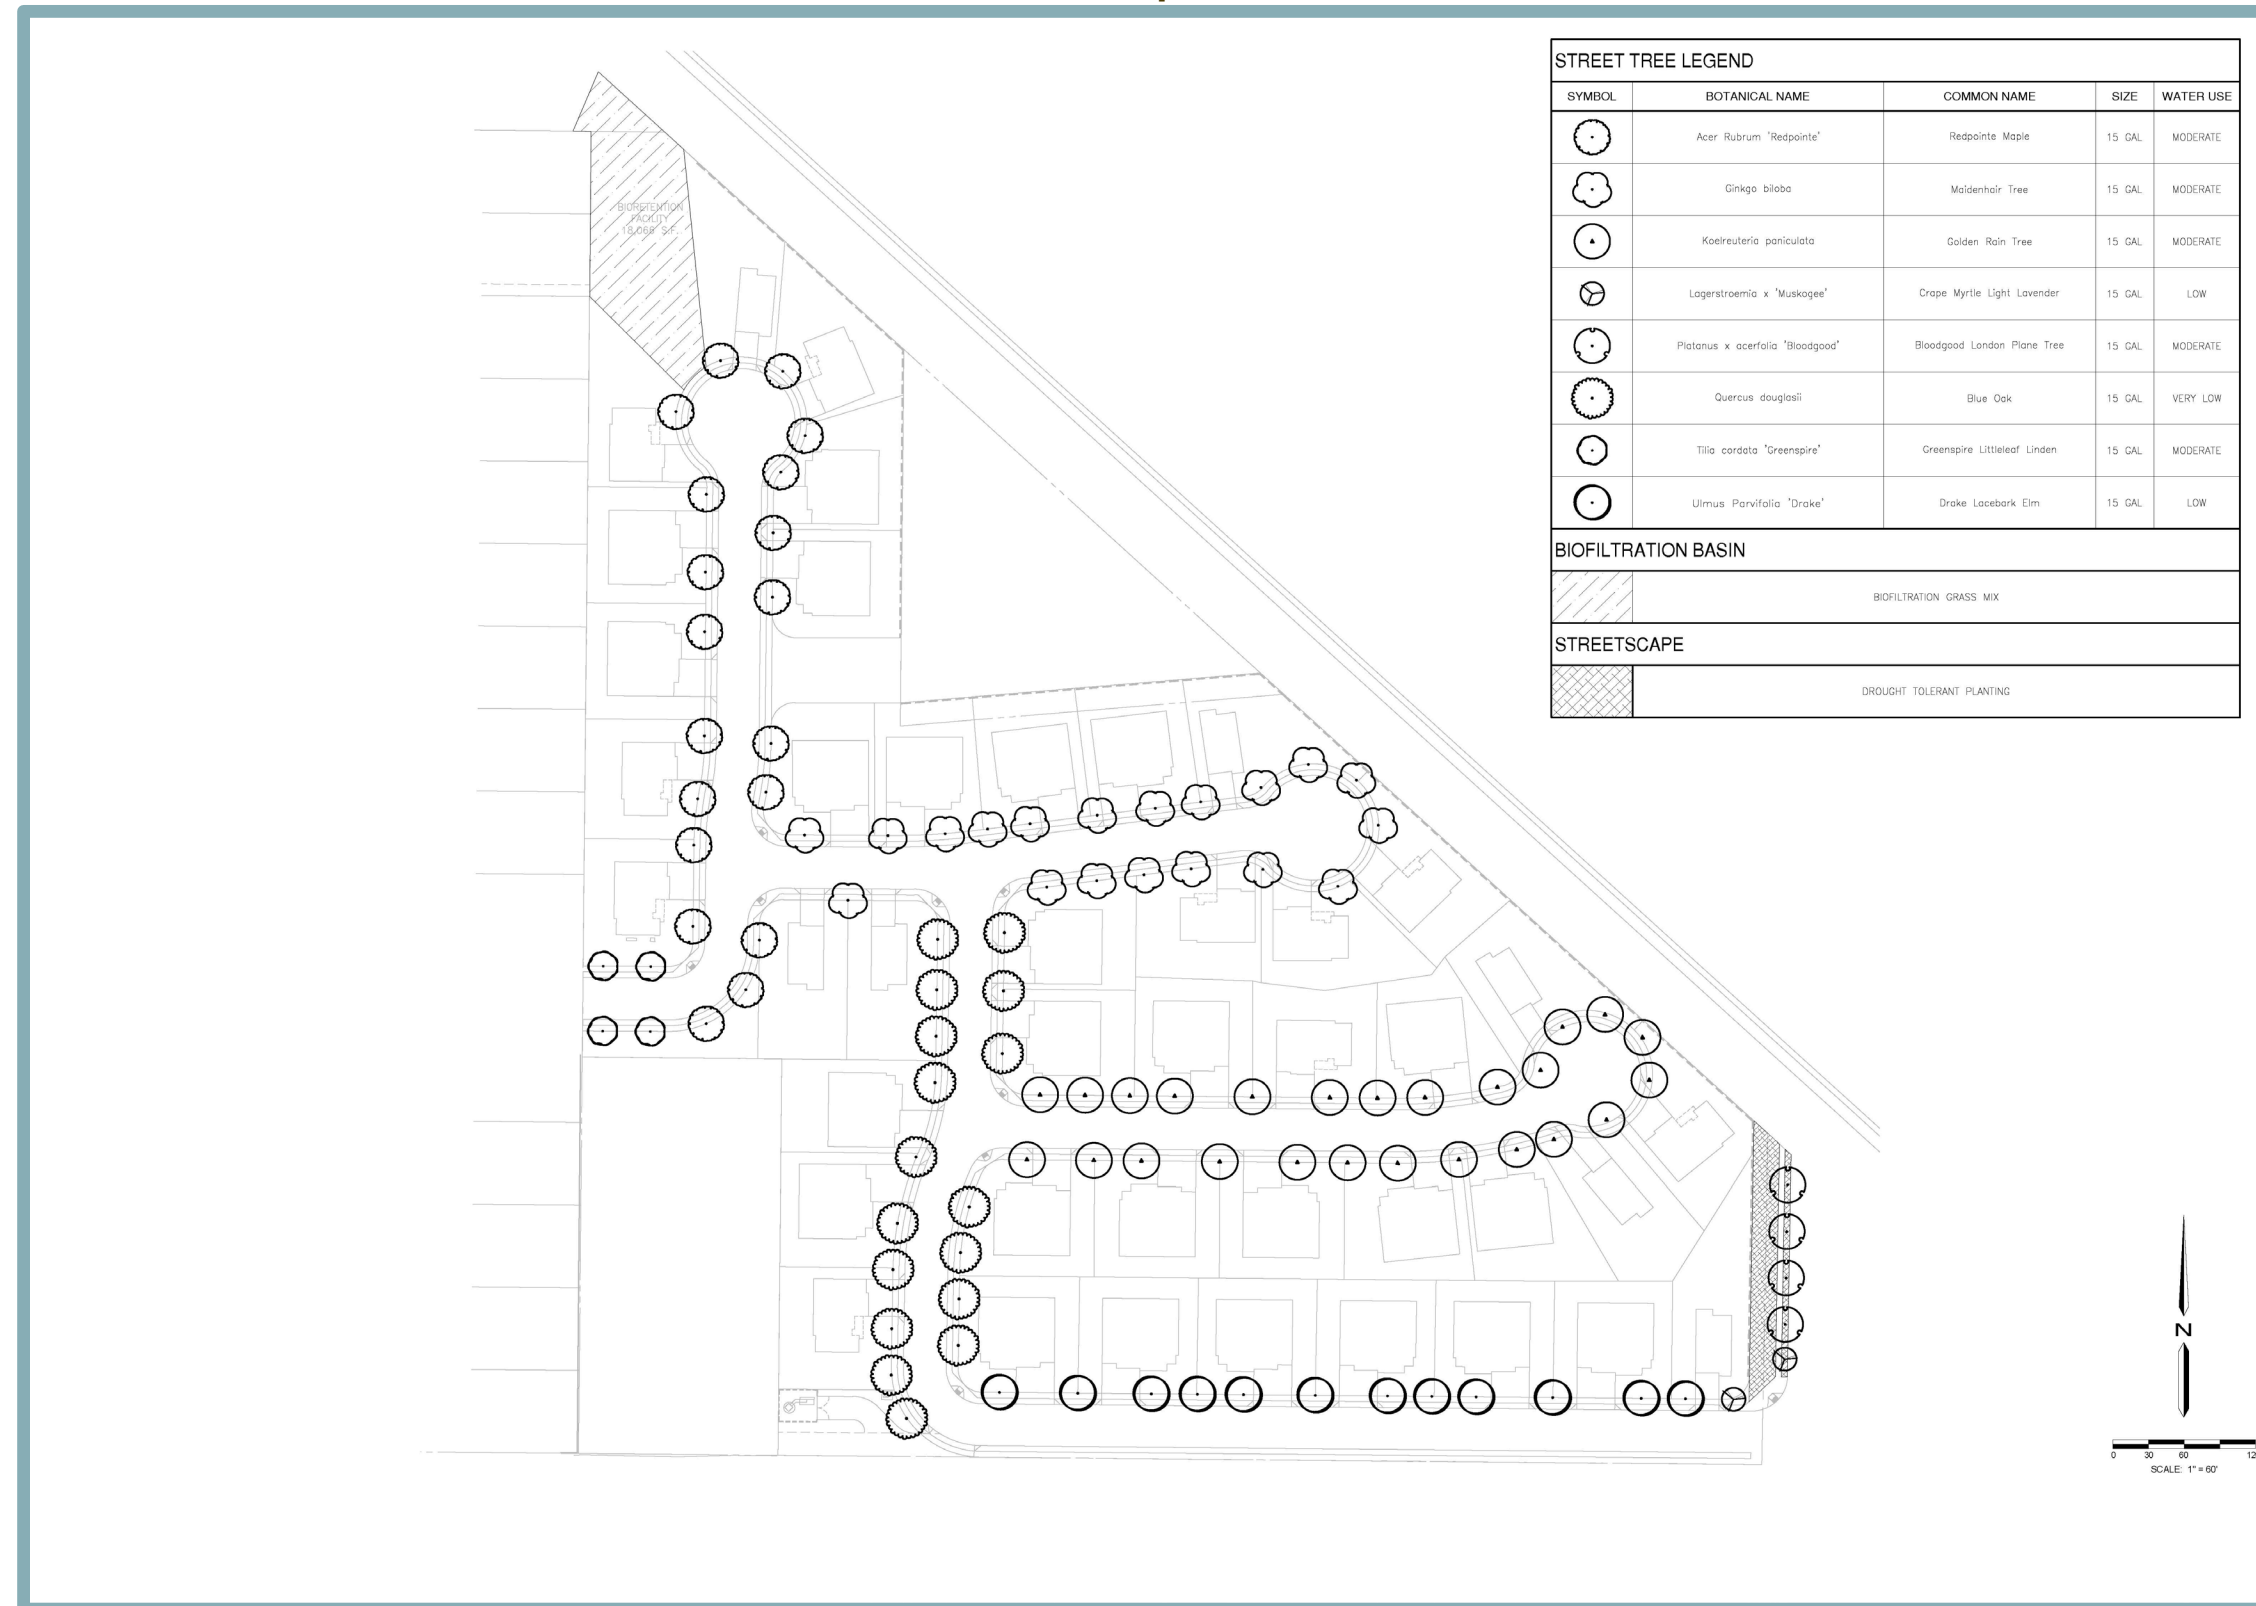 BIORETENTION
FACILITY
18,066 S.F.
STREET TREE LEGEND
SYMBOL BOTANICAL NAME COMMON NAME SIZE WATER USE
Acer Rubrum 'Redpointe' Redpointe Maple 15 GAL MODERATE
Ginkgo biloba Maidenhair Tree 15 GAL MODERATE
Koelreuteria paniculata Golden Rain Tree 15 GAL MODERATE
Lagerstroemia x 'Muskogee' Crape Myrtle Light Lavender 15 GAL LOW
Platanus x acerfolia 'Bloodgood' Bloodgood London Plane Tree 15 GAL MODERATE
Quercus douglasii Blue Oak 15 GAL VERY LOW
Tilia cordata 'Greenspire' Greenspire Littleleaf Linden 15 GAL MODERATE
Ulmus Parvifolia 'Drake' Drake Lacebark Elm 15 GAL LOW
BIOFILTRATION BASIN
BIOFILTRATION GRASS MIX
STREETSCAPE
DROUGHT TOLERANT PLANTING
N
0 30 60
SCALE: 1" = 60'